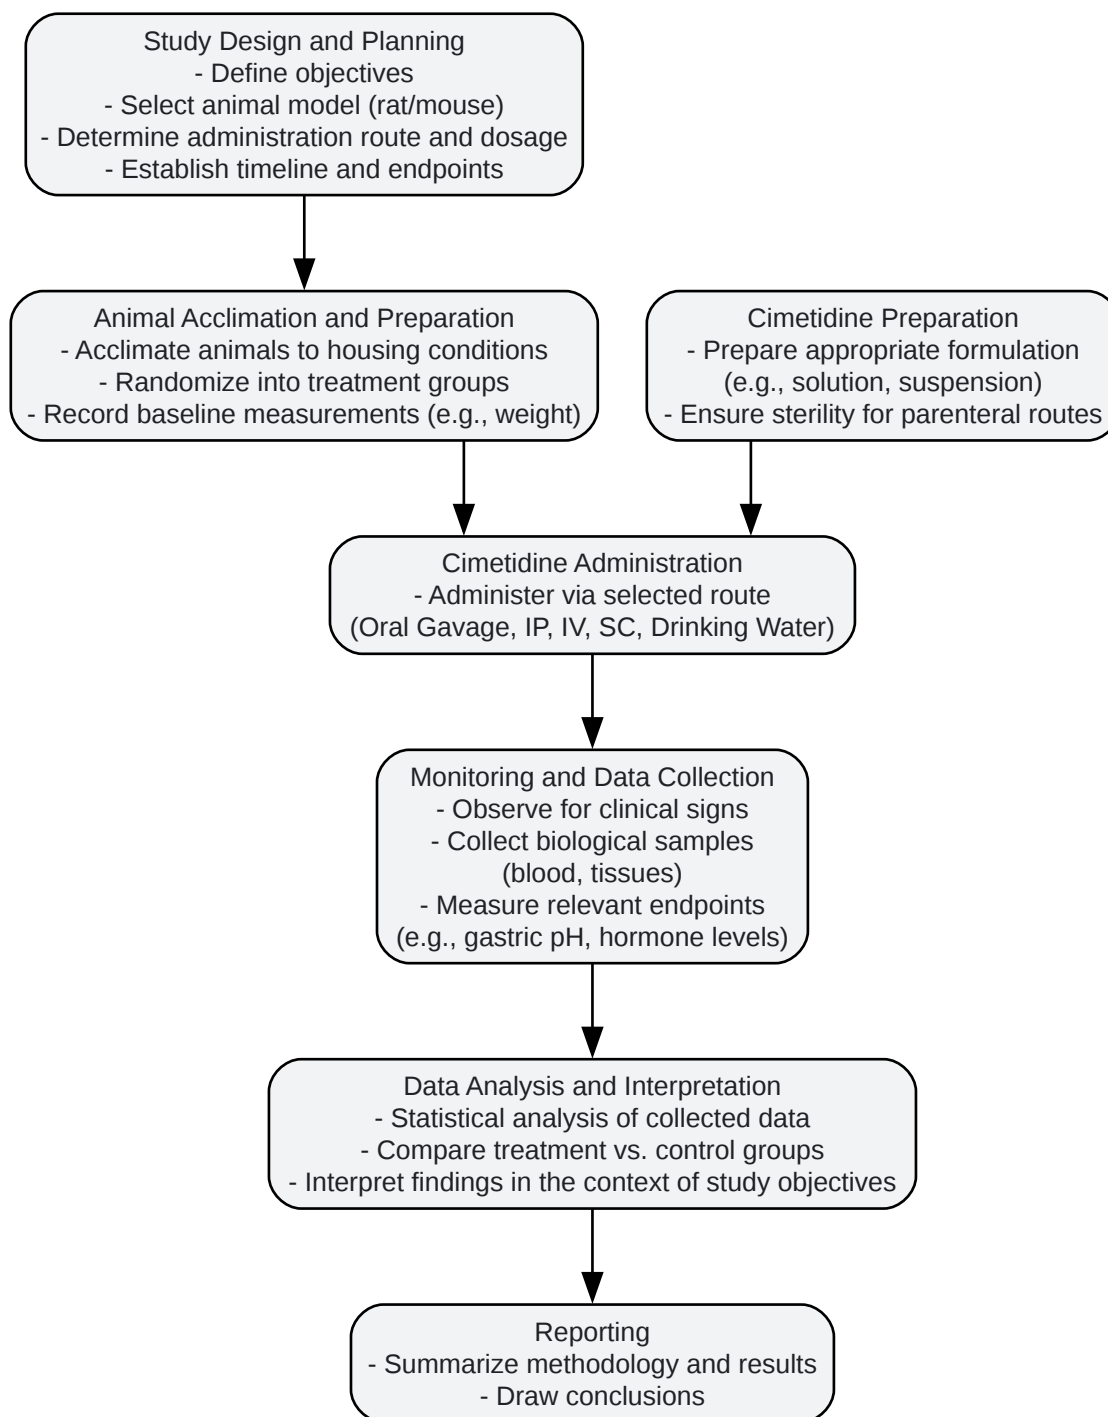 Study Design and Planning
- Define objectives
- Select animal model (rat/mouse)
- Determine administration route and dosage
- Establish timeline and endpoints
Animal Acclimation and Preparation
- Acclimate animals to housing conditions
- Randomize into treatment groups
- Record baseline measurements (e.g., weight)
Cimetidine Preparation
- Prepare appropriate formulation
(e.g., solution, suspension)
- Ensure sterility for parenteral routes
Cimetidine Administration
- Administer via selected route
(Oral Gavage, IP, IV, SC, Drinking Water)
Monitoring and Data Collection
- Observe for clinical signs
- Collect biological samples
(blood, tissues)
- Measure relevant endpoints
(e.g., gastric pH, hormone levels)
Data Analysis and Interpretation
- Statistical analysis of collected data
- Compare treatment vs. control groups
- Interpret findings in the context of study objectives
Reporting
- Summarize methodology and results
- Draw conclusions